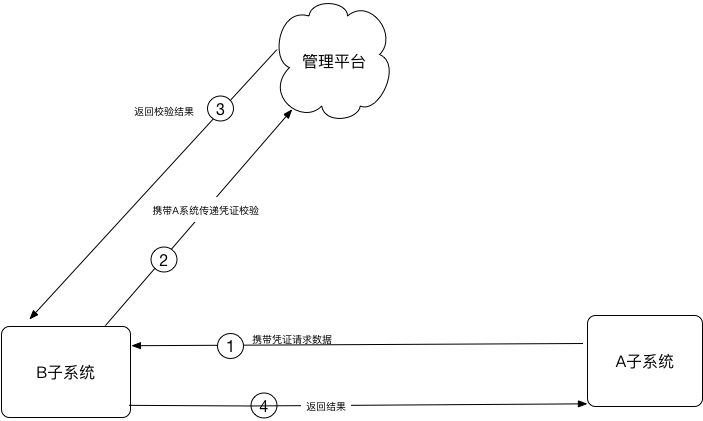 管理平台
3
返回校验结果
携带A系统传递凭证校验
2
1
携带凭证请求数据
A子系统
B子系统
4
返回结果